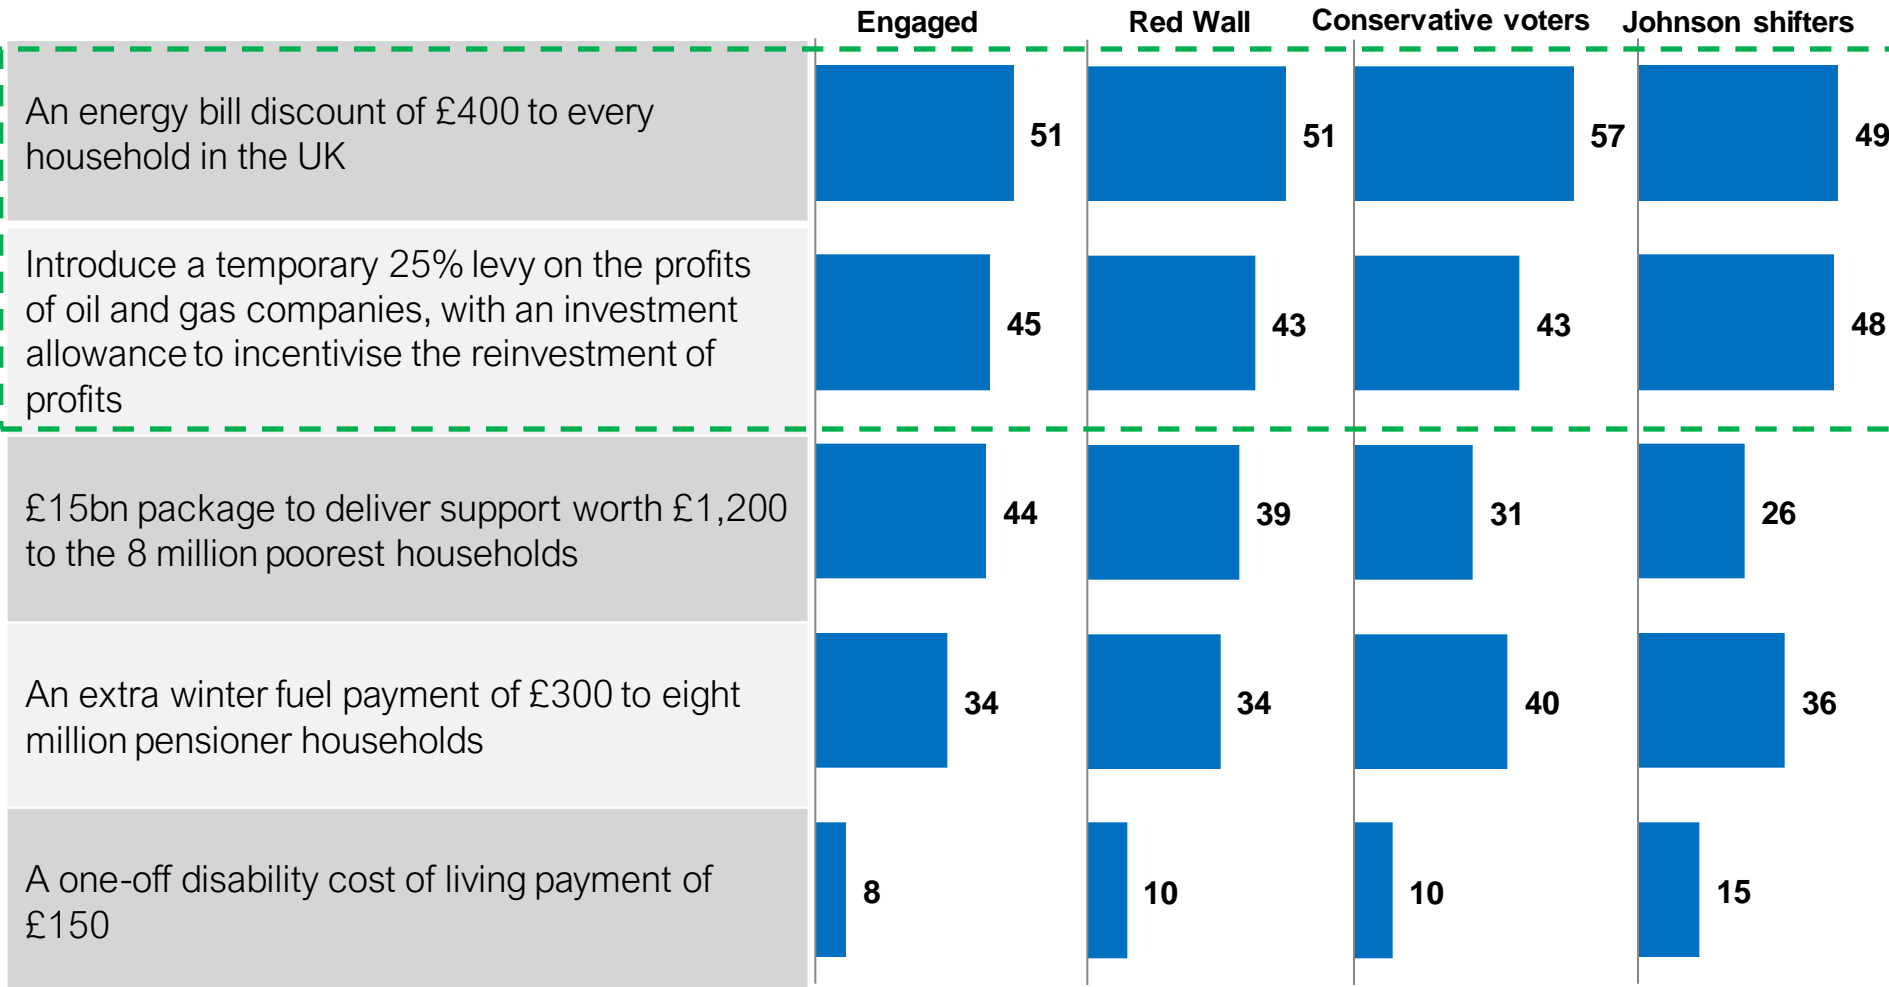 Engaged Red Wall Conservative voters Johnson shifters
An energy bill discount of £400 to every
household in the UK
51 51 57 49
Introduce a temporary 25% levy on the profits
of oil and gas companies, with an investment
allowance to incentivise the reinvestment of
profits
45 43 43 48
£15bn package to deliver support worth £1,200
to the 8 million poorest households
44 39 31 26
An extra winter fuel payment of £300 to eight
million pensioner households
34 34 40 36
A one-off disability cost of living payment of
£150
8 10 10 15